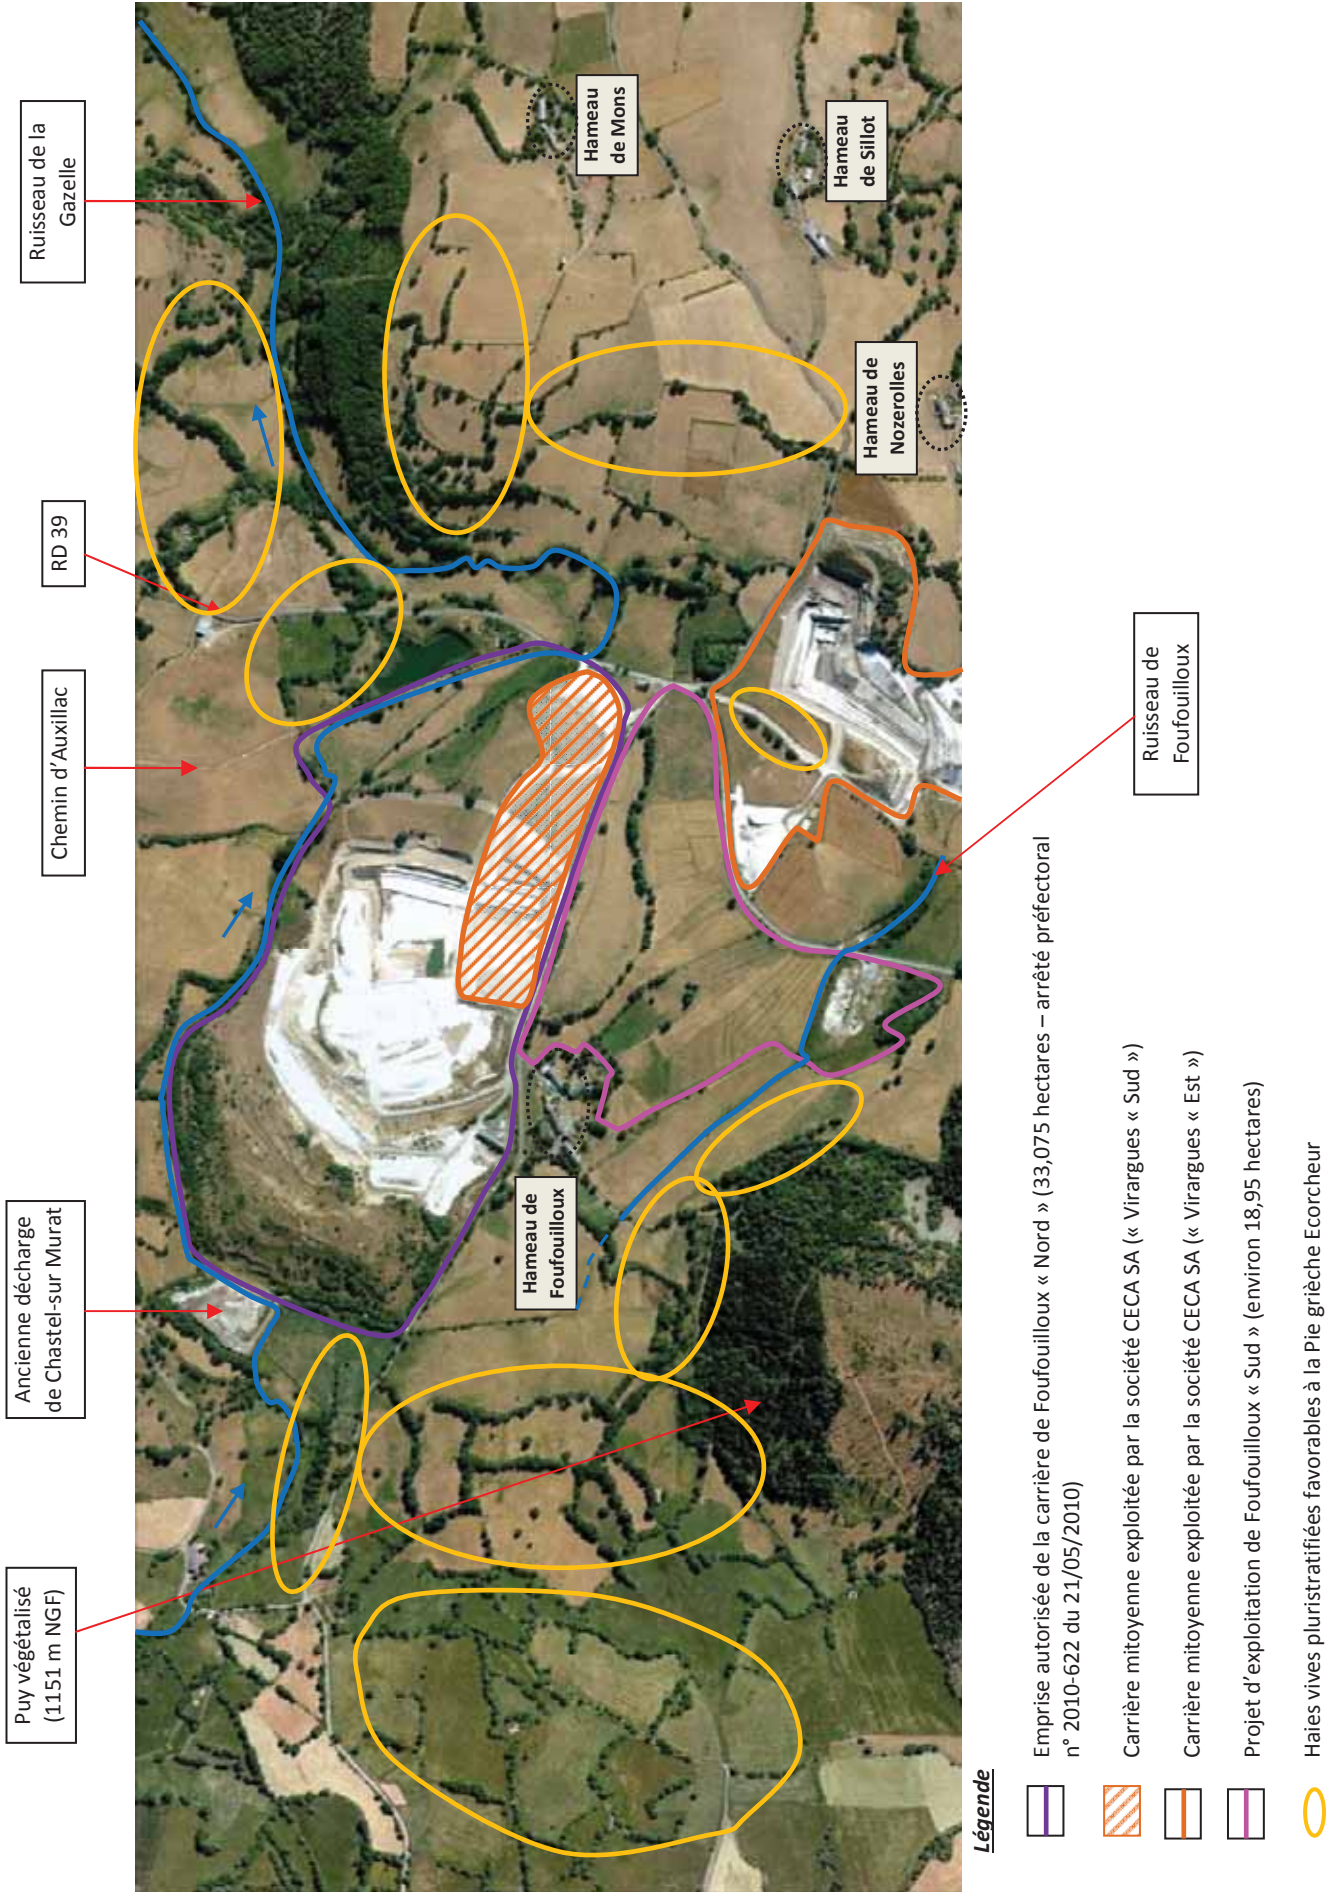 Puy végétalisé
(1151 m NGF)
Ancienne décharge
de Chastel-sur Murat
Chemin d'Auxillac
RD 39
Ruisseau de la
Gazelle
Hameau de
Foufouilloux
Hameau
de Mons
Hameau
de Sillot
Hameau de
Nozerolles
Ruisseau de
Foufouilloux
Légende
Emprise autorisée de la carrière de Foufouilloux « Nord » (33,075 hectares – arrêté préfectoral
n° 2010-622 du 21/05/2010)
Carrière mitoyenne exploitée par la société CECA SA (« Virargues « Sud »)
Carrière mitoyenne exploitée par la société CECA SA (« Virargues « Est »)
Projet d'exploitation de Foufouilloux « Sud » (environ 18,95 hectares)
Haies vives pluristratifiées favorables à la Pie grièche Ecorcheur